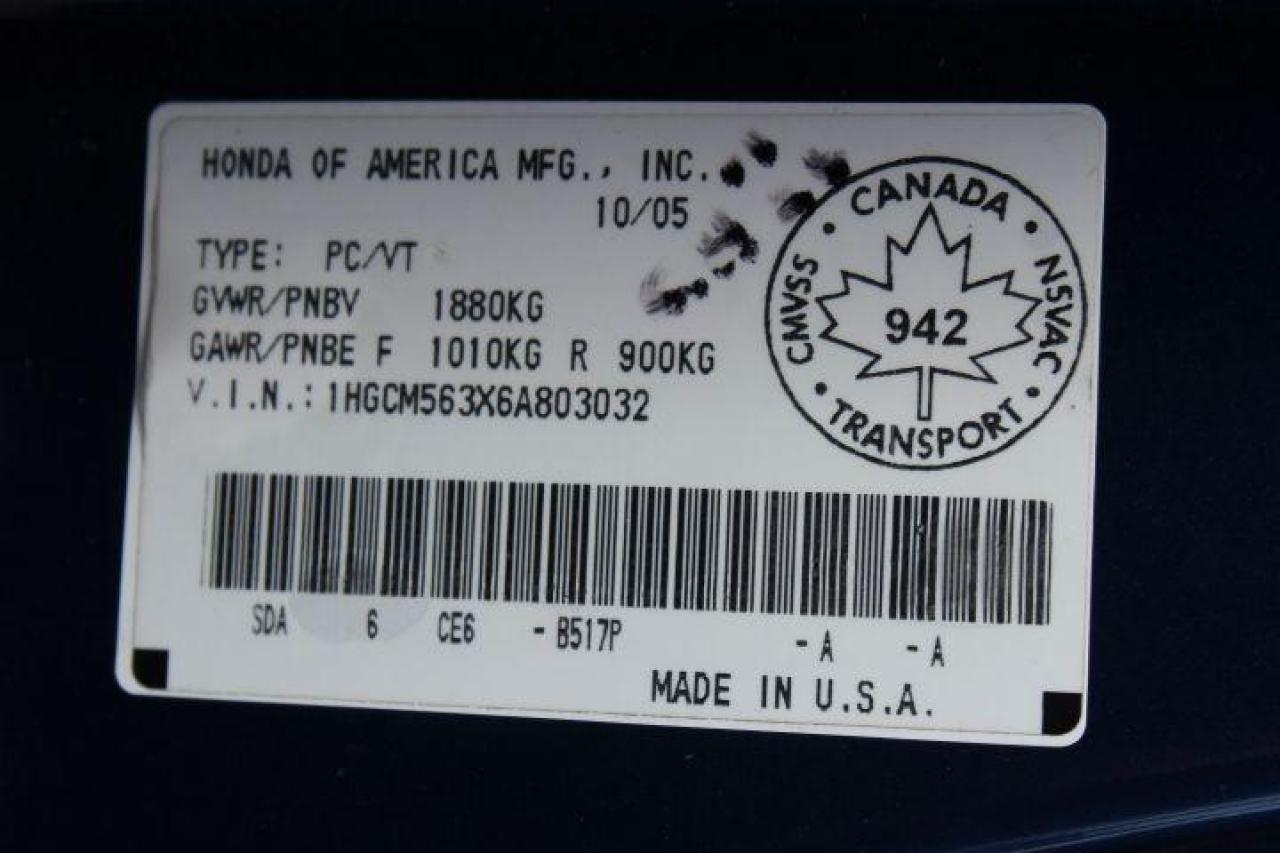 HONDA OF AMERICA MFG., INC.
10/05
TYPE: PC/VT
GVWR/PNBV 1880KG
GAWR/PNBE F 1010KG R 900KG
V.I.N.: 1HGCM563X6A803032
CANADA
CMVSS
NSVAC
942
TRANSPORT
SDA 6 CE6 - B517P - A - A
MADE IN U.S.A.